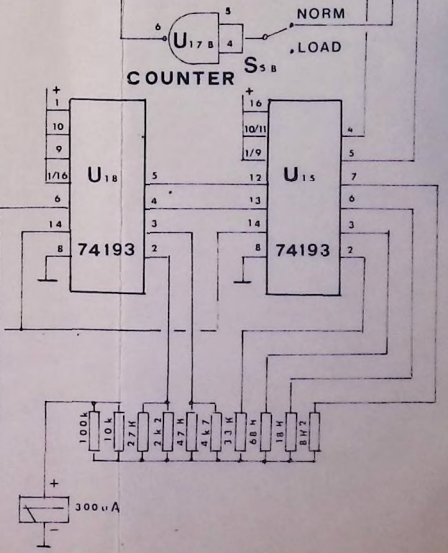 NORM
5
6
U17B
4
.LOAD
S5B
COUNTER
+
+
1
16
10
10/11
4
9
1/9
5
1/16
U18
5
12
U15
7
6
4
13
6
14
3
14
3
8
74193
2
8
74193
2
100k
10k
27K
2k2
47K
4k7
33K
68K
18K
8K2
+
300uA
-